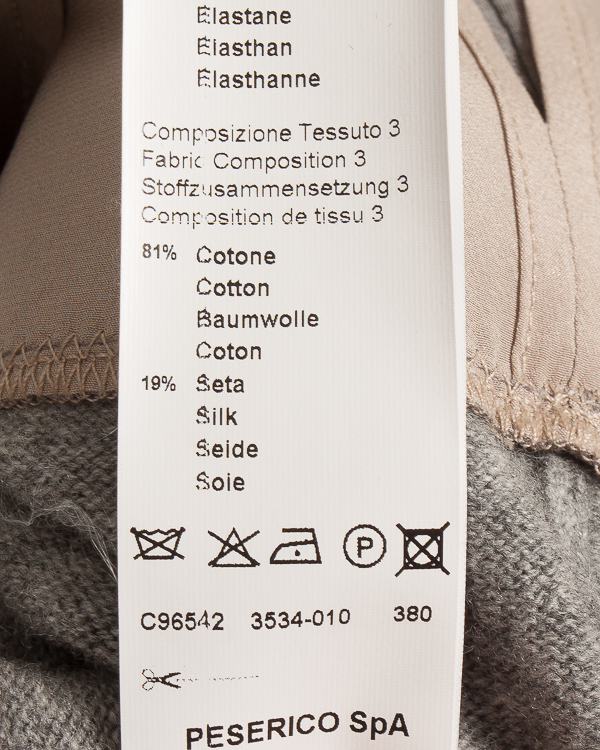 Elastane
Elasthan
Elasthanne
Composizione Tessuto 3
Fabric Composition 3
Stoffzusammensetzung 3
Composition de tissu 3
81% Cotone
Cotton
Baumwolle
Coton
19% Seta
Silk
Seide
Soie
P
C96542 3534-010 380
PESERICO SpA